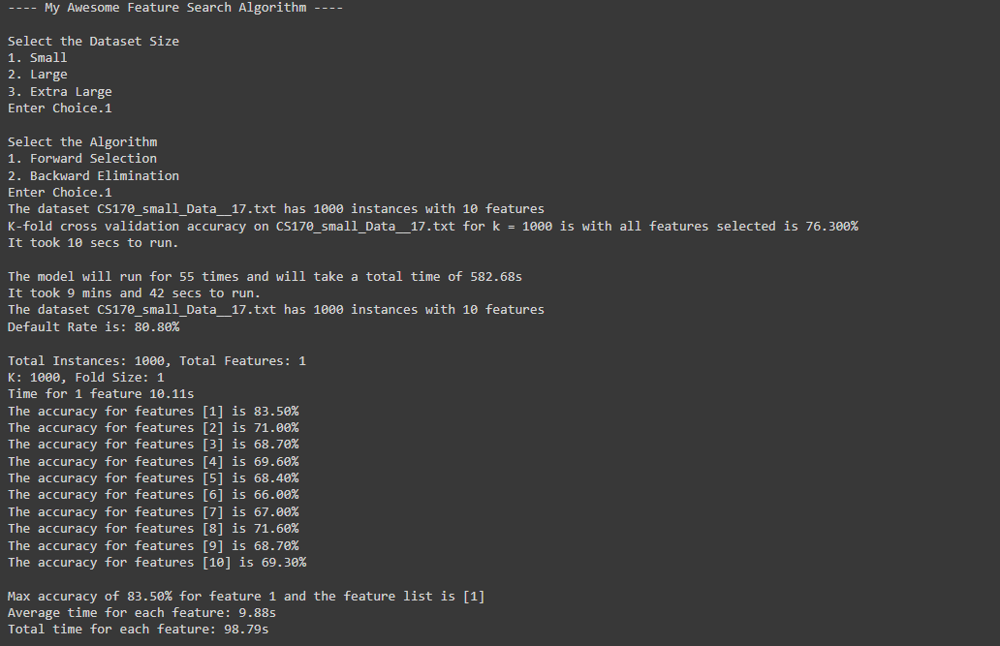 ---- My Awesome Feature Search Algorithm ----
Select the Dataset Size
1. Small
2. Large
3. Extra Large
Enter Choice.1
Select the Algorithm
1. Forward Selection
2. Backward Elimination
Enter Choice.1
The dataset CS170_small_Data__17.txt has 1000 instances with 10 features
K-fold cross validation accuracy on CS170_small_Data__17.txt for k = 1000 is with all features selected is 76.300%
It took 10 secs to run.
The model will run for 55 times and will take a total time of 582.68s
It took 9 mins and 42 secs to run.
The dataset CS170_small_Data__17.txt has 1000 instances with 10 features
Default Rate is: 80.80%
Total Instances: 1000, Total Features: 1
K: 1000, Fold Size: 1
Time for 1 feature 10.11s
The accuracy for features [1] is 83.50%
The accuracy for features [2] is 71.00%
The accuracy for features [3] is 68.70%
The accuracy for features [4] is 69.60%
The accuracy for features [5] is 68.40%
The accuracy for features [6] is 66.00%
The accuracy for features [7] is 67.00%
The accuracy for features [8] is 71.60%
The accuracy for features [9] is 68.70%
The accuracy for features [10] is 69.30%
Max accuracy of 83.50% for feature 1 and the feature list is [1]
Average time for each feature: 9.88s
Total time for each feature: 98.79s